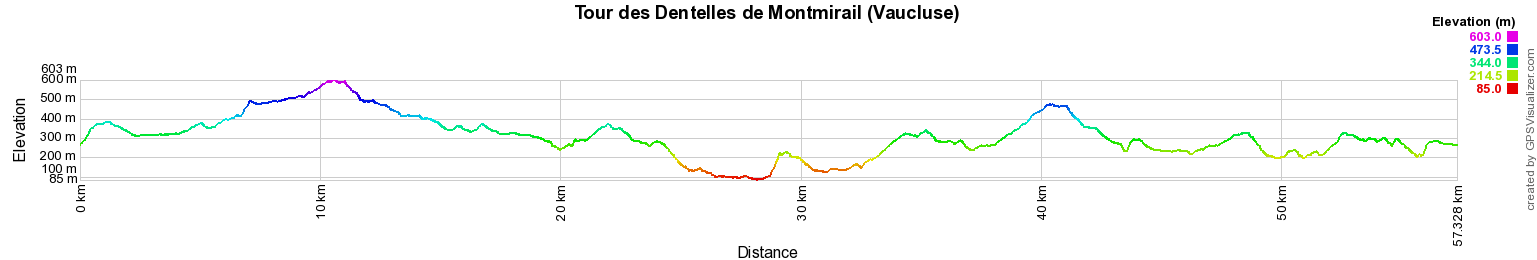 Tour des Dentelles de Montmirail (Vaucluse)
Elevation (m)
603.0
473.5
344.0
214.5
85.0
603 m
600 m
500 m
400 m
300 m
200 m
100 m
85 m
Elevation
0 km
10 km
20 km
30 km
40 km
50 km
57.328 km
Distance
created by GPSVisualizer.com